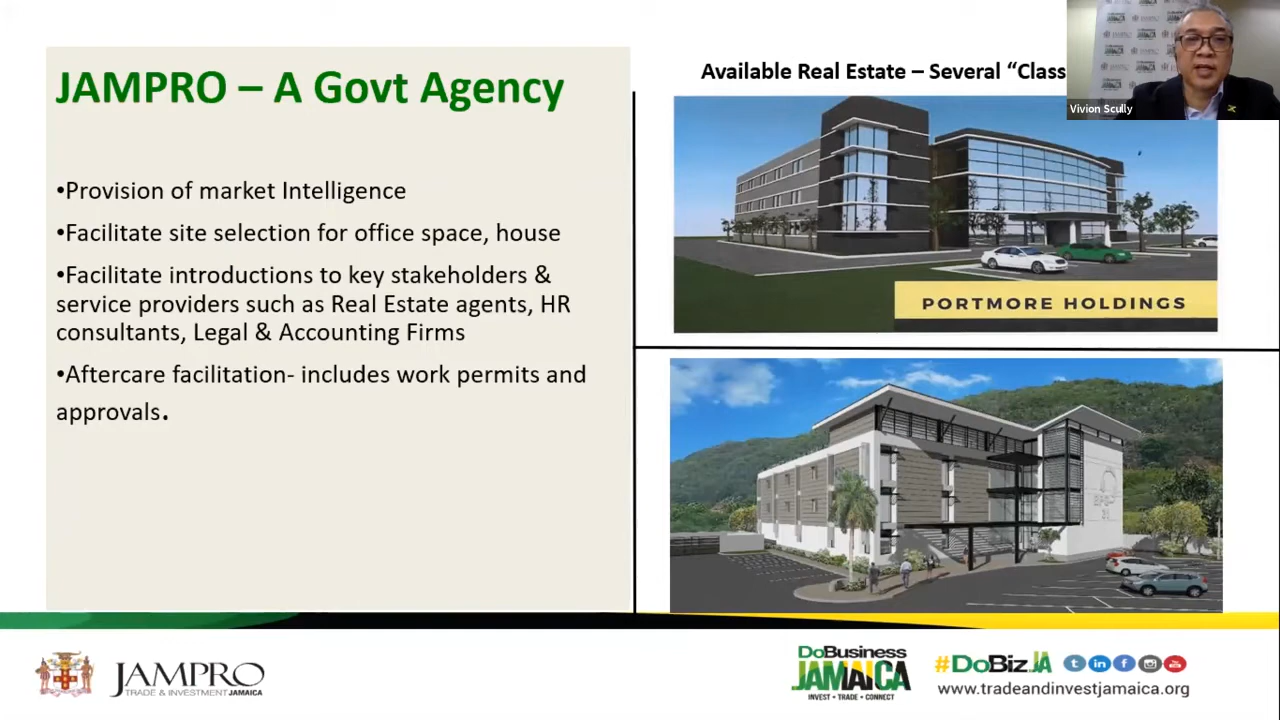 JAMPRO – A Govt Agency
•Provision of market Intelligence
•Facilitate site selection for office space, house
•Facilitate introductions to key stakeholders &
service providers such as Real Estate agents, HR
consultants, Legal & Accounting Firms
•Aftercare facilitation- includes work permits and
approvals.
Available Real Estate – Several “Class
Vivion Scully
PORTMORE HOLDINGS
JAMPRO
TRADE & INVESTMENT JAMAICA
DoBusiness
JAMAICA
INVEST • TRADE • CONNECT
#DoBiz.JA
www.tradeandinvestjamaica.org